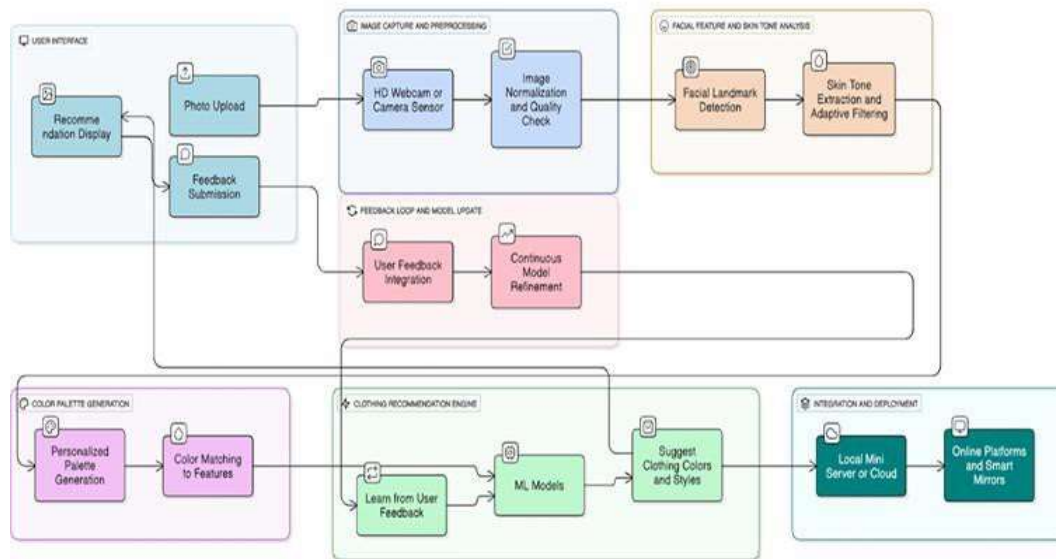 USER INTERFACE
Recomme
ndation Display
Photo Upload
Feedback
Submission
IMAGE CAPTURE AND PREPROCESSING
HD Webcam or
Camera Sensor
Image
Normalization
and Quality
Check
FACIAL FEATURE AND SKIN TONE ANALYSIS
Facial Landmark
Detection
Skin Tone
Extraction and
Adaptive Filtering
FEEDBACK LOOP AND MODEL UPDATE
User Feedback
Integration
Continuous
Model
Refinement
COLOR PALETTE GENERATION
Personalized
Palette
Generation
Color Matching
to Features
CLOTHING RECOMMENDATION ENGINE
Learn from User
Feedback
ML Models
Suggest
Clothing Colors
and Styles
INTEGRATION AND DEPLOYMENT
Local Mini
Server or Cloud
Online Platforms
and Smart
Mirrors